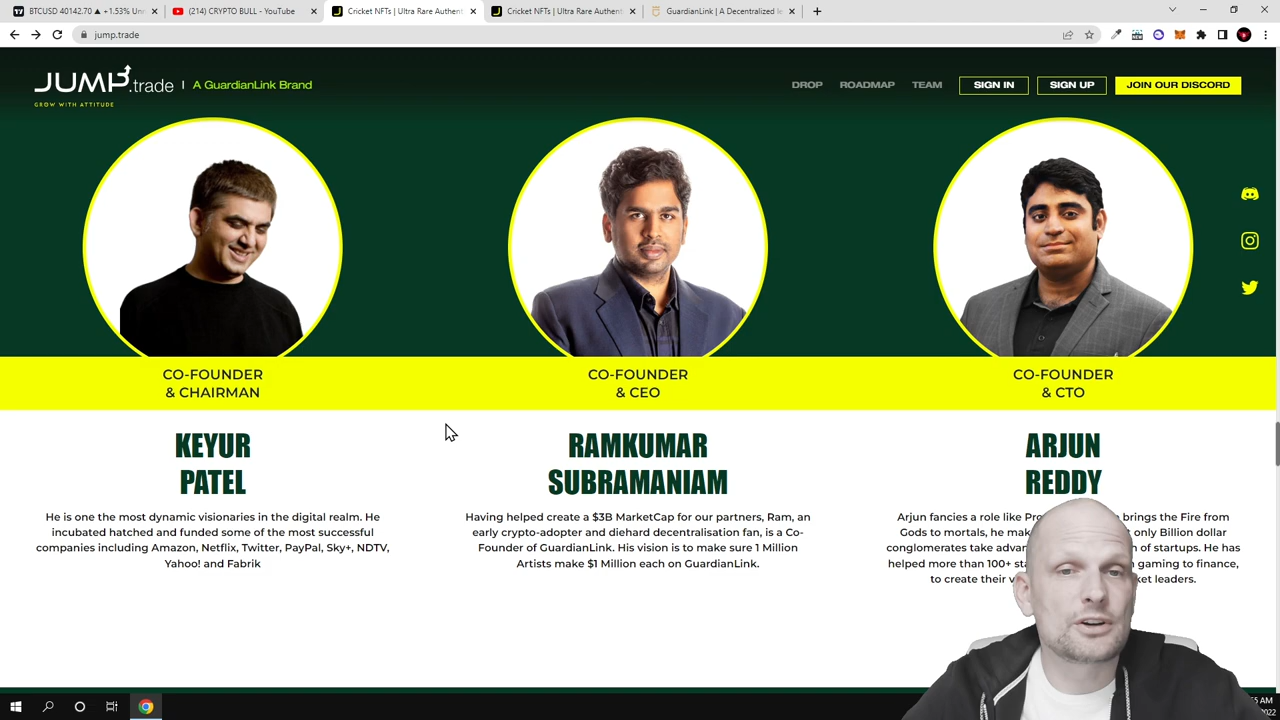 BTCUSD 40142.70 ▲ +1.53% Un
(214) CRYPTO BULL - YouTube
Cricket NFTs | Ultra Rare Authent
Cricket NFTs | Ultra Rare Authent
GuardianLink | A Decentralized le
jump.trade
JUMP.trade | A GuardianLink Brand
GROW WITH ATTITUDE
DROP ROADMAP TEAM SIGN IN SIGN UP JOIN OUR DISCORD
CO-FOUNDER
& CHAIRMAN
KEYUR
PATEL
He is one the most dynamic visionaries in the digital realm. He
incubated hatched and funded some of the most successful
companies including Amazon, Netflix, Twitter, PayPal, Sky+, NDTV,
Yahoo! and Fabrik
CO-FOUNDER
& CEO
RAMKUMAR
SUBRAMANIAM
Having helped create a $3B MarketCap for our partners, Ram, an
early crypto-adopter and diehard decentralisation fan, is a Co-
Founder of GuardianLink. His vision is to make sure 1 Million
Artists make $1 Million each on GuardianLink.
CO-FOUNDER
& CTO
ARJUN
REDDY
Arjun fancies a role like brings the Fire from
Gods to mortals, he only Billion dollar
conglomerates take of startups. He has
helped more than 100+ gaming to finance,
to create their leaders.
AM
2022